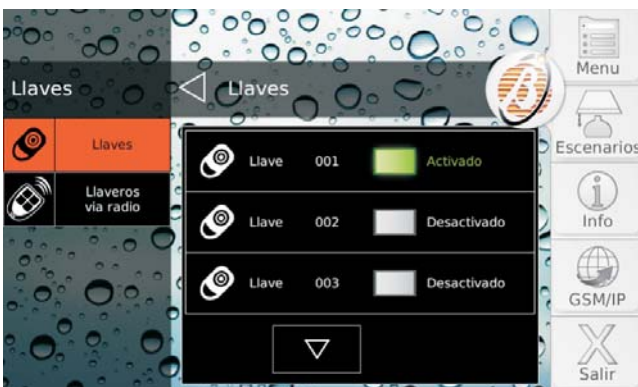 Llaves
Llaves
Llaves
Llaveros
via radio
Llave 001 Activado
Llave 002 Desactivado
Llave 003 Desactivado
Menu
Escenarios
Info
GSM/IP
Salir